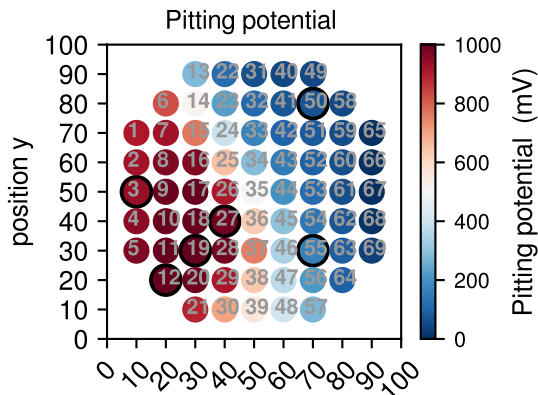 Pitting potential
100
1000
90 13 22 31 40 49
80 6 14 23 32 41 50 58
800
70 1 7 15 24 33 42 51 59 65
60 2 8 16 25 34 43 52 60 66
600
50 3 9 17 26 35 44 53 61 67
40 4 10 18 27 36 45 54 62 68
400
30 5 11 19 28 37 46 55 63 69
20 12 20 29 38 47 56 64
200
10 21 30 39 48 57
0
0
0 10 20 30 40 50 60 70 80 90 100
position y
Pitting potential (mV)